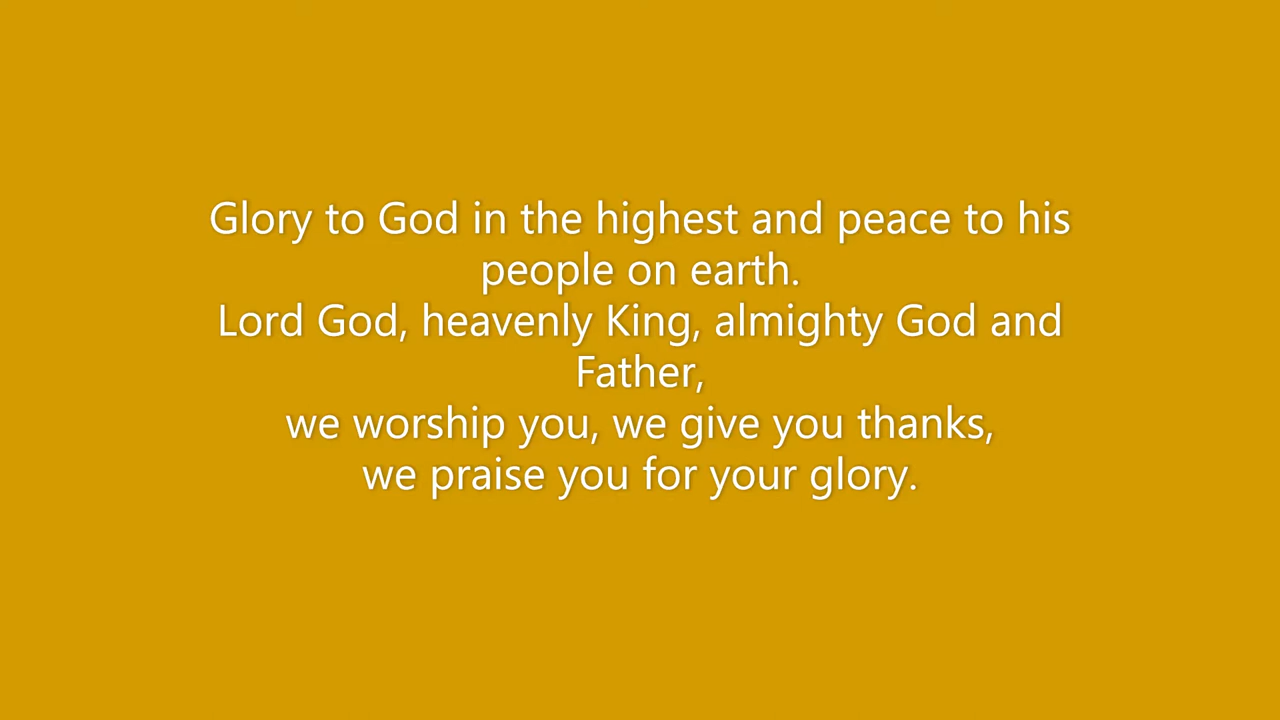 Glory to God in the highest and peace to his
people on earth.
Lord God, heavenly King, almighty God and
Father,
we worship you, we give you thanks,
we praise you for your glory.